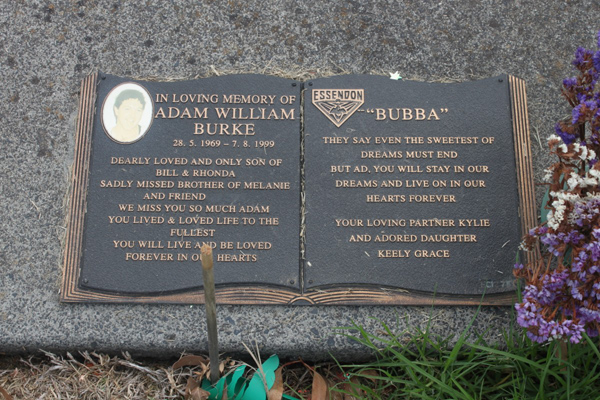 IN LOVING MEMORY OF
ADAM WILLIAM
BURKE
28. 5. 1969 – 7. 8. 1999
DEARLY LOVED AND ONLY SON OF
BILL & RHONDA
SADLY MISSED BROTHER OF MELANIE
AND FRIEND
WE MISS YOU SO MUCH ADAM
YOU LIVED & LOVED LIFE TO THE
FULLEST
YOU WILL LIVE AND BE LOVED
FOREVER IN OUR HEARTS
ESSENDON
"BUBBA"
THEY SAY EVEN THE SWEETEST OF
DREAMS MUST END
BUT AD, YOU WILL STAY IN OUR
DREAMS AND LIVE ON IN OUR
HEARTS FOREVER
YOUR LOVING PARTNER KYLIE
AND ADORED DAUGHTER
KEELY GRACE